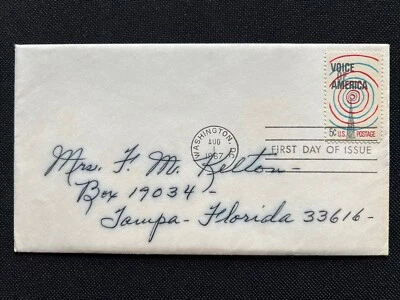 VOICE
OF
AMERICA
5c U.S. POSTAGE
WASHINGTON, DC
AUG
1
1967
FIRST DAY OF ISSUE
Mrs. F. M. Kelton-
Box 19034-
Tampa-Florida 33616-